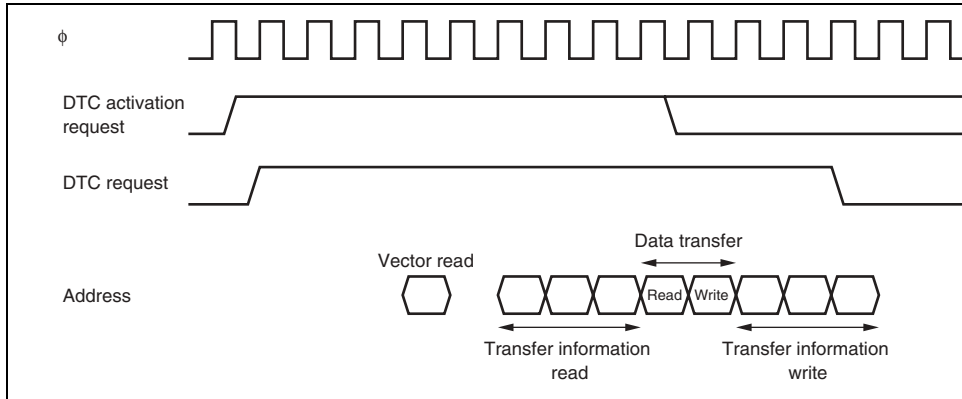 φ
DTC activation
request
DTC request
Data transfer
Vector read
Address
Read Write
Transfer information
read
Transfer information
write